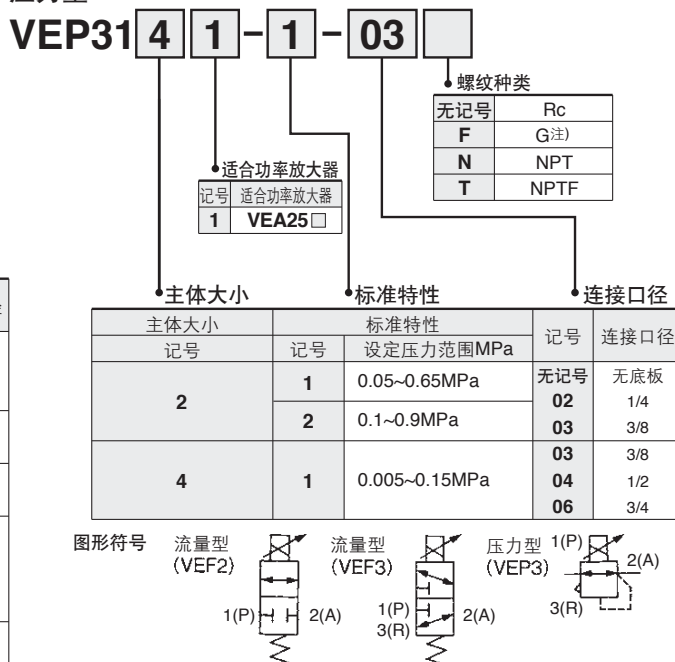 VEP31 4 1 - 1 - 03
螺纹种类
无记号 Rc
F G注)
N NPT
T NPTF
适合功率放大器
记号 适合功率放大器
1 VEA25□
主体大小 标准特性 连接口径
主体大小 标准特性 记号 连接口径
记号 记号 设定压力范围MPa
2 1 0.05~0.65MPa 无记号 无底板
02 1/4
2 0.1~0.9MPa 03 3/8
4 1 0.005~0.15MPa 03 3/8
04 1/2
06 3/4
图形符号 流量型 流量型 压力型 1(P)
(VEF2) (VEF3) (VEP3) 2(A)
1(P) 2(A) 1(P) 2(A) 3(R)
3(R)